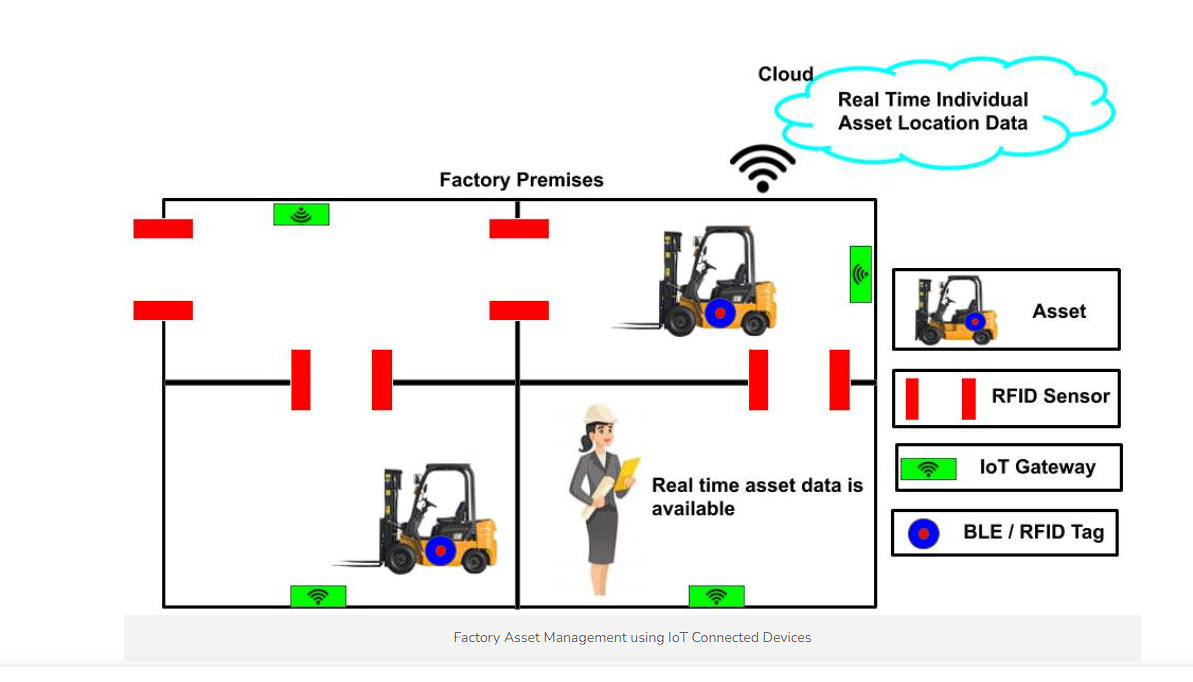 Cloud
Real Time Individual
Asset Location Data
Factory Premises
Asset
RFID Sensor
IoT Gateway
Real time asset data is
available
BLE / RFID Tag
Factory Asset Management using IoT Connected Devices